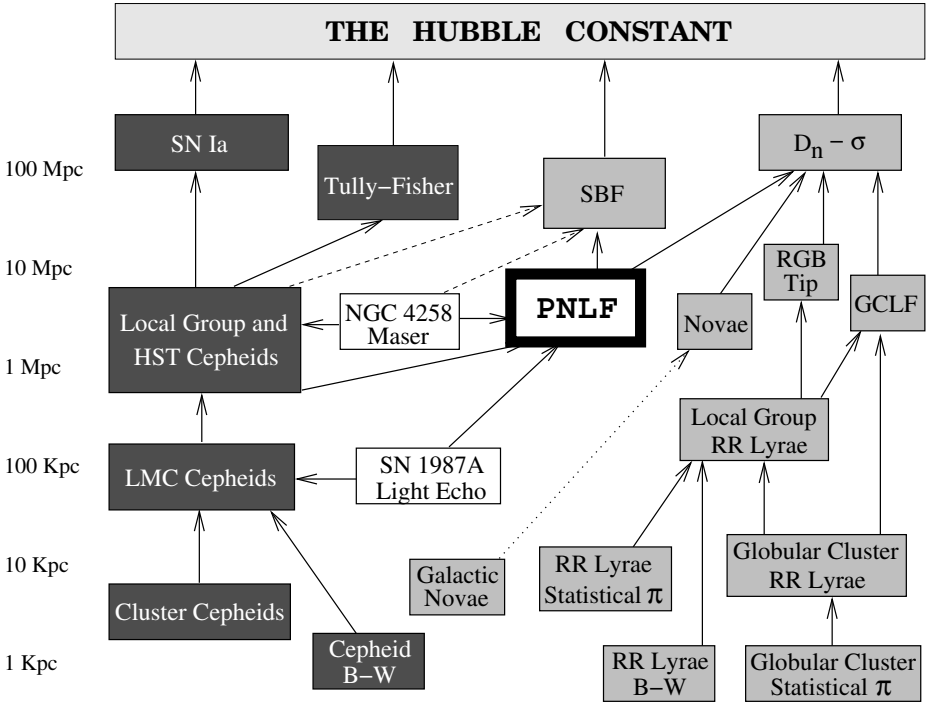 THE HUBBLE CONSTANT
SN Ia
Dn − σ
100 Mpc
Tully−Fisher
SBF
10 Mpc
RGB
Tip
Local Group and
HST Cepheids
NGC 4258
Maser
PNLF
Novae
GCLF
1 Mpc
Local Group
RR Lyrae
100 Kpc
LMC Cepheids
SN 1987A
Light Echo
10 Kpc
Cluster Cepheids
Galactic
Novae
RR Lyrae
Statistical π
Globular Cluster
RR Lyrae
1 Kpc
Cepheid
B−W
RR Lyrae
B−W
Globular Cluster
Statistical π